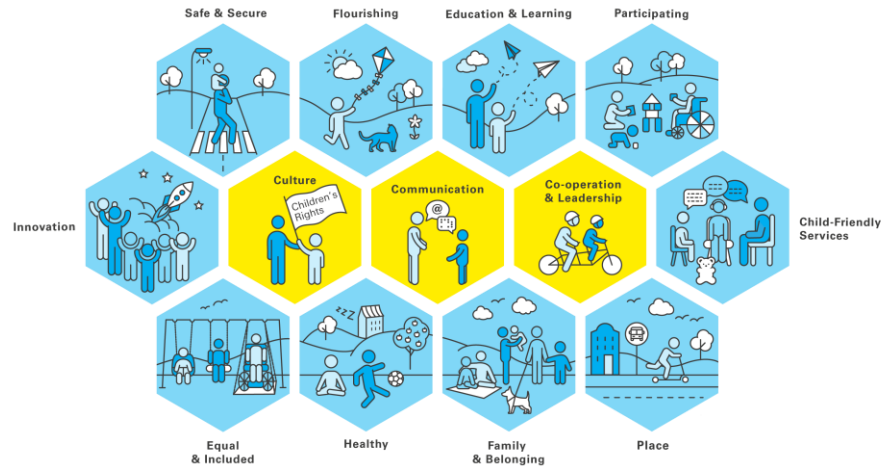 Safe & Secure
Flourishing
Education & Learning
Participating
Innovation
Culture
Children's
Rights
Communication
@
Co-operation
& Leadership
Child-Friendly
Services
zzz
Equal
& Included
Healthy
Family
& Belonging
Place